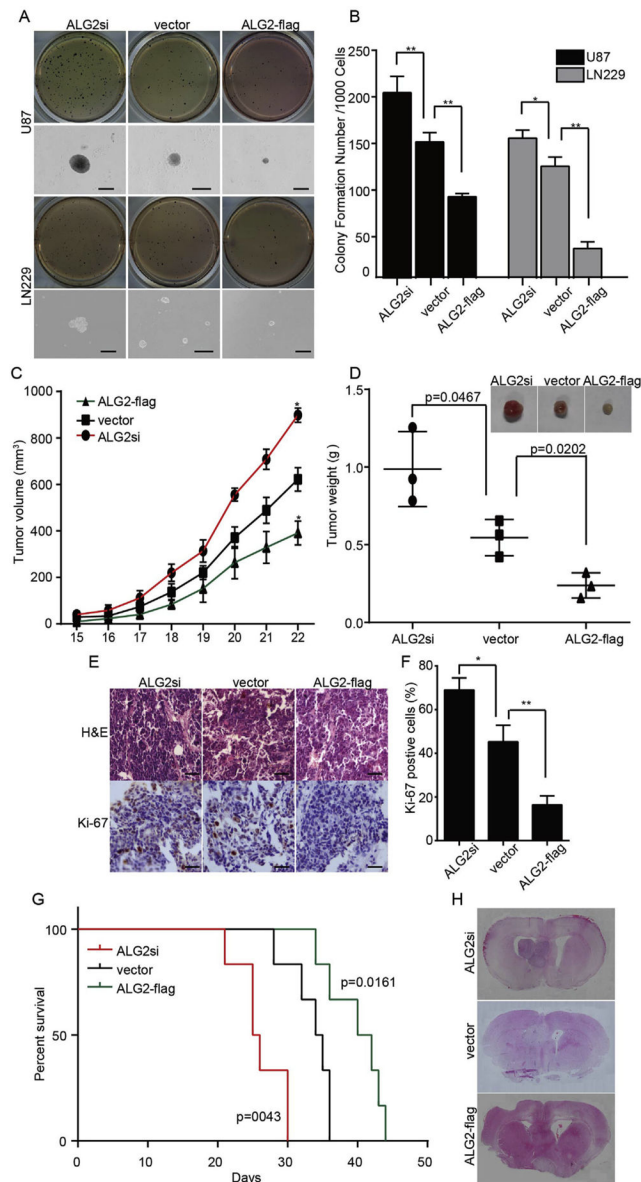 A
ALG2si vector ALG2-flag
U87
LN229
B
U87
LN229
Colony Formation Number /1000 Cells
250
200
150
100
50
0
** ** * **
ALG2si vector ALG2-flag ALG2si vector ALG2-flag
C
ALG2-flag
vector
ALG2si
Tumor volume (mm3)
1000
800
600
400
200
0
*
*
15 16 17 18 19 20 21 22
D
ALG2si vector ALG2-flag
p=0.0467
p=0.0202
Tumor weight (g )
1.5
1.0
0.5
0.0
ALG2si vector ALG2-flag
E
ALG2si vector ALG2-flag
H&E
Ki-67
F
Ki-67 postive cells (%)
80
60
40
20
0
* **
ALG2si vector ALG2-flag
G
ALG2si
vector
ALG2-flag
p=0.0161
p=0043
Percent survival
100
50
0
0 10 20 30 40 50
Days
H
ALG2si
vector
ALG2-flag